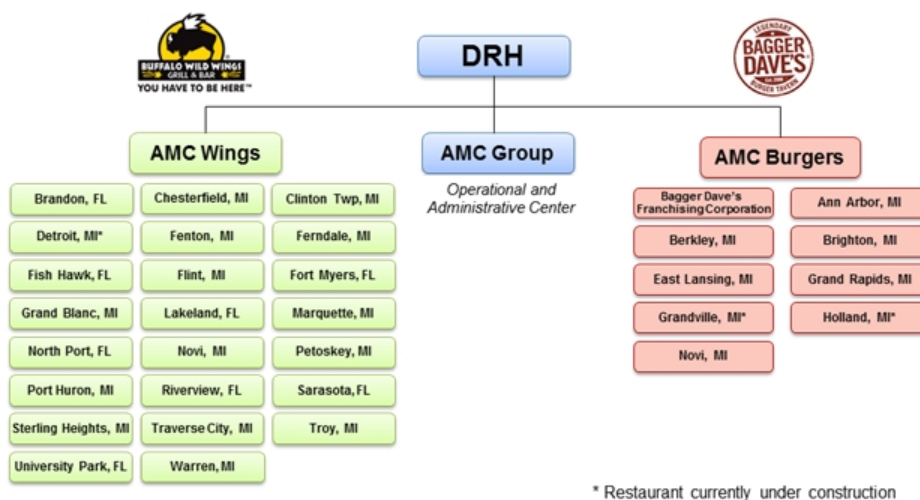 DRH
BUFFALO WILD WINGS
GRILL & BAR
YOU HAVE TO BE HERE™
LEGENDARY
BAGGER
DAVE'S
BURGER TAVERN
AMC Wings
AMC Group
AMC Burgers
Operational and
Administrative Center
Brandon, FL
Chesterfield, MI
Clinton Twp, MI
Detroit, MI*
Fenton, MI
Ferndale, MI
Fish Hawk, FL
Flint, MI
Fort Myers, FL
Grand Blanc, MI
Lakeland, FL
Marquette, MI
North Port, FL
Novi, MI
Petoskey, MI
Port Huron, MI
Riverview, FL
Sarasota, FL
Sterling Heights, MI
Traverse City, MI
Troy, MI
University Park, FL
Warren, MI
Bagger Dave's
Franchising Corporation
Ann Arbor, MI
Berkley, MI
Brighton, MI
East Lansing, MI
Grand Rapids, MI
Grandville, MI*
Holland, MI*
Novi, MI
* Restaurant currently under construction